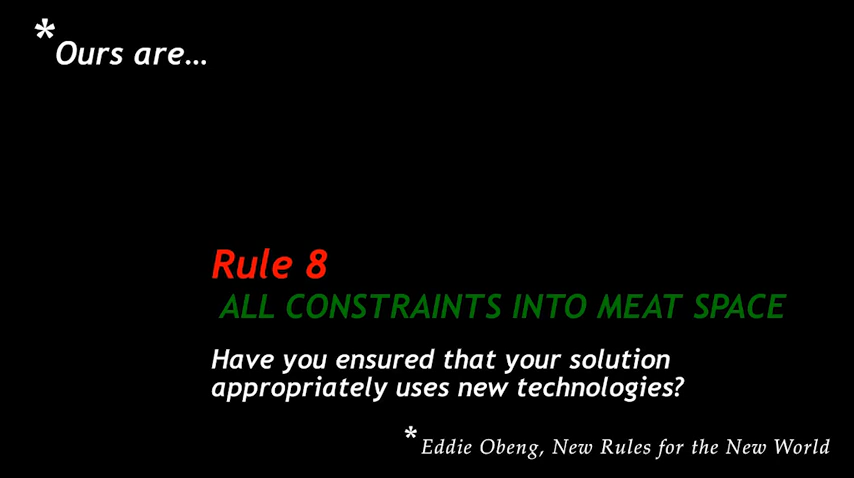 *Ours are…
Rule 8
ALL CONSTRAINTS INTO MEAT SPACE
Have you ensured that your solution
appropriately uses new technologies?
*Eddie Obeng, New Rules for the New World